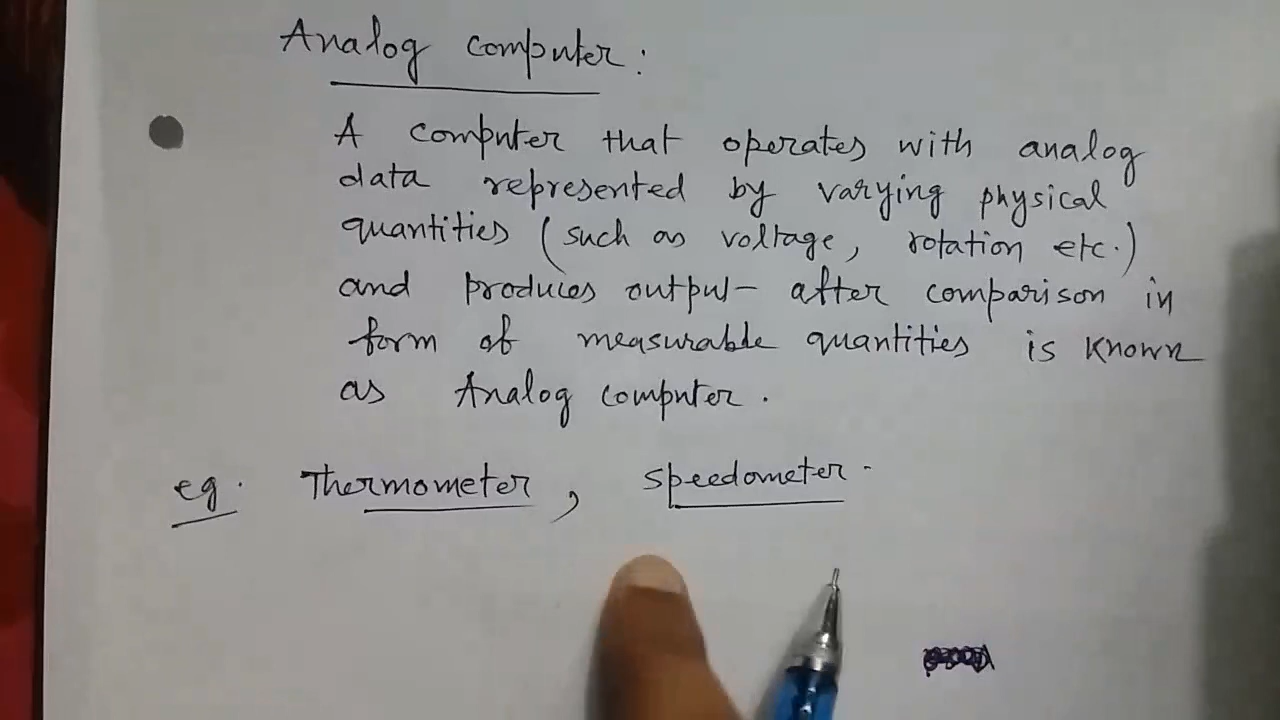 Analog computer:
A computer that operates with analog
data represented by varying physical
quantities (such as voltage, rotation etc.)
and produces output after comparison in
form of measurable quantities is known
as Analog computer.
eg. Thermometer, Speedometer.